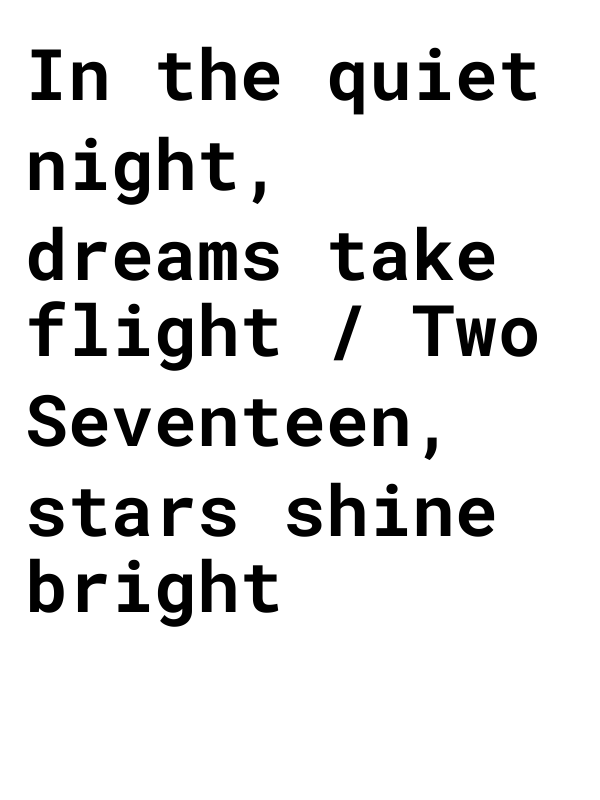 In the quiet
night,
dreams take
flight / Two
Seventeen,
stars shine
bright